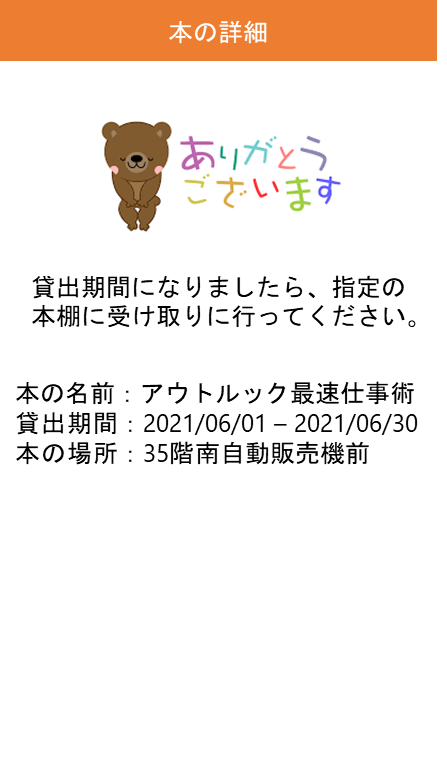 本の詳細
ありがとう
ございます
貸出期間になりましたら、指定の
本棚に受け取りに行ってください。
本の名前：アウトルック最速仕事術
貸出期間：2021/06/01 – 2021/06/30
本の場所：35階南自動販売機前